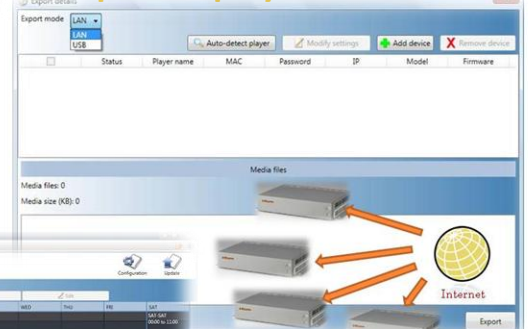 Export details
Export mode LAN
LAN
USB
Auto-detect player Modify settings Add device Remove device
Status Player name MAC Password IP Model Firmware
Media files
Media files: 0
Media size (KB): 0
Configuration Update
Internet
Edit
WED THU FRI SAT
SAT-SAT
00:00 to 12:00
Export